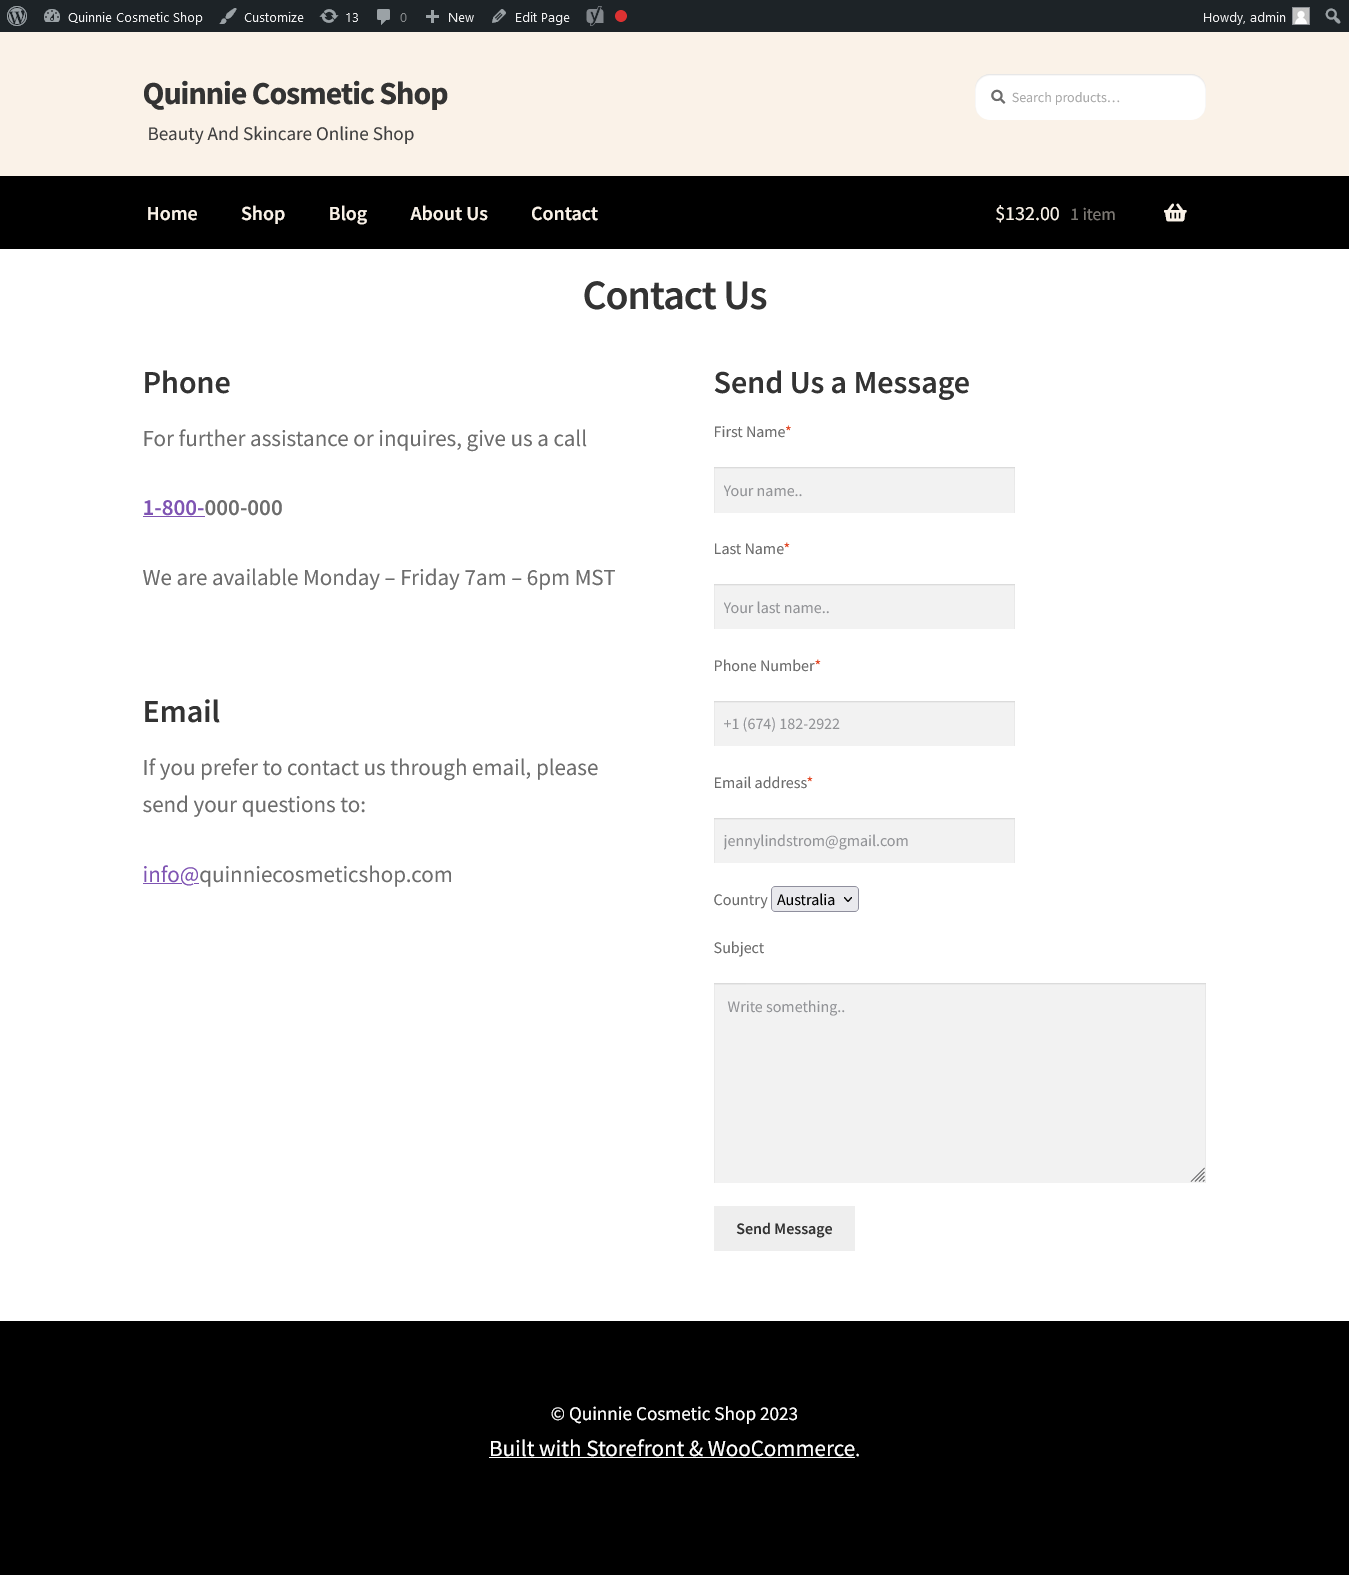 Quinnie Cosmetic Shop Customize 13 0 New Edit Page Howdy, admin
Quinnie Cosmetic Shop
Search products…
Beauty And Skincare Online Shop
Home Shop Blog About Us Contact $132.00 1 item
Contact Us
Phone
For further assistance or inquires, give us a call
1-800-000-000
We are available Monday – Friday 7am – 6pm MST
Email
If you prefer to contact us through email, please
send your questions to:
info@quinniecosmeticshop.com
Send Us a Message
First Name*
Your name..
Last Name*
Your last name..
Phone Number*
+1 (674) 182-2922
Email address*
jennylindstrom@gmail.com
Country Australia
Subject
Write something..
Send Message
© Quinnie Cosmetic Shop 2023
Built with Storefront & WooCommerce.